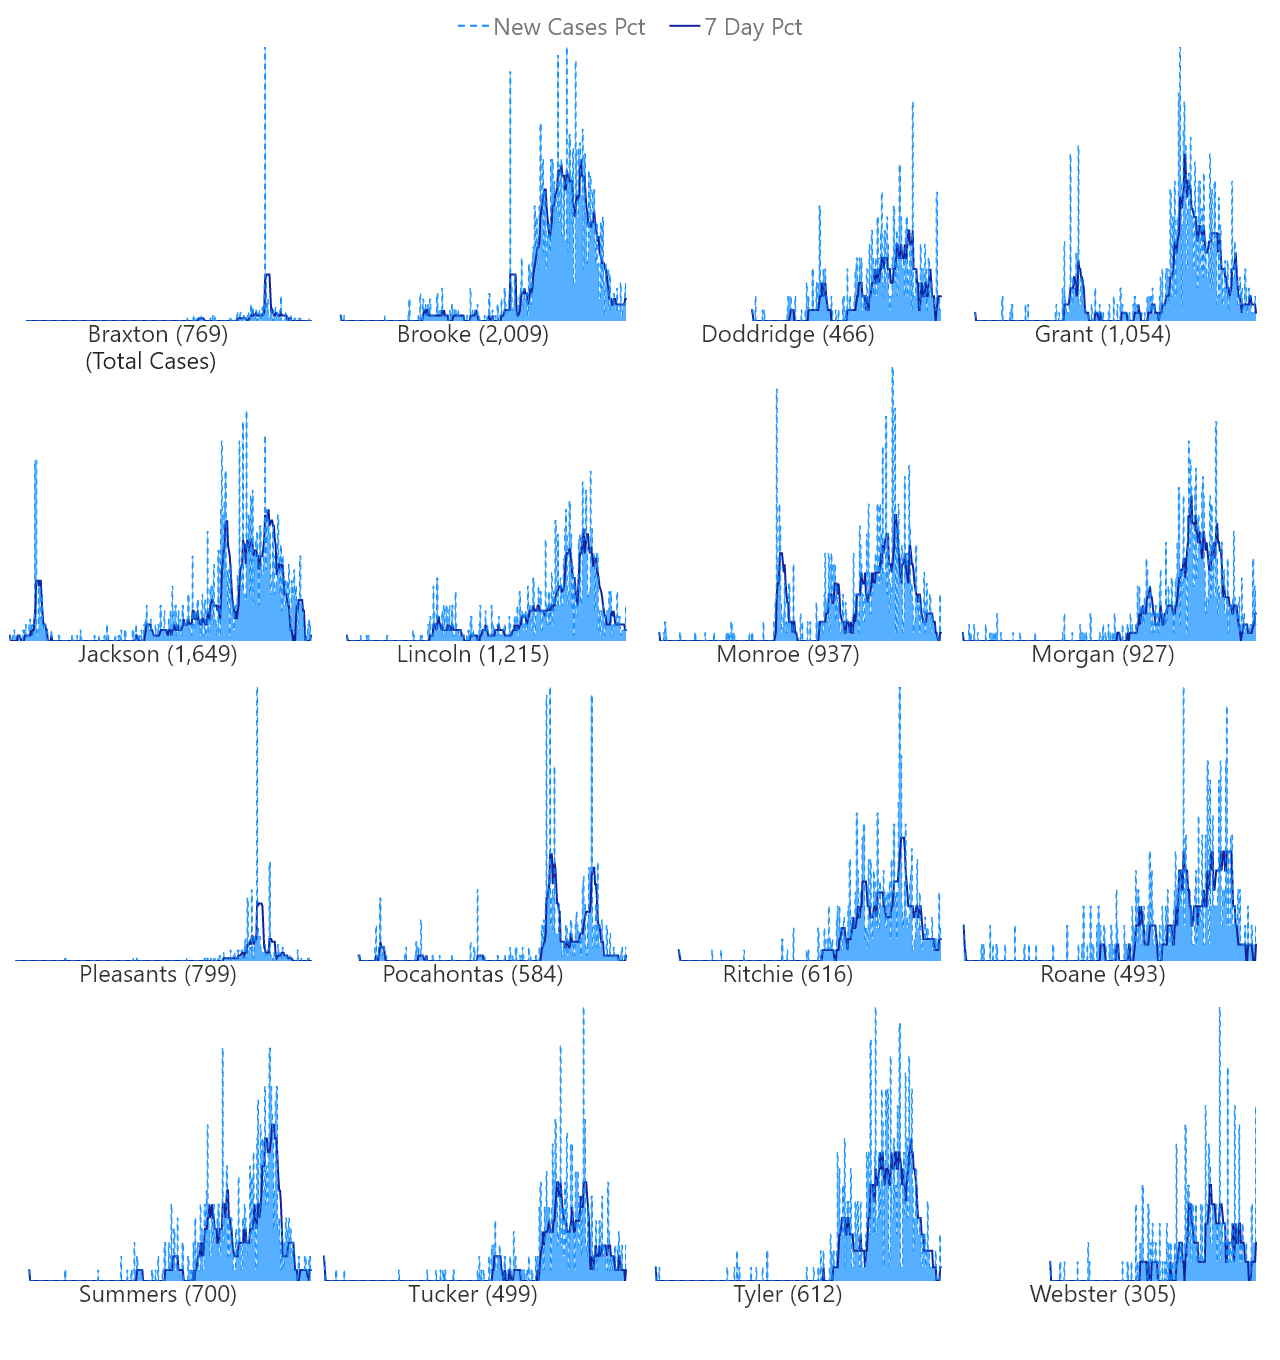 New Cases Pct 7 Day Pct
Braxton (769) Brooke (2,009) Doddridge (466) Grant (1,054)
(Total Cases)
Jackson (1,649) Lincoln (1,215) Monroe (937) Morgan (927)
Pleasants (799) Pocahontas (584) Ritchie (616) Roane (493)
Summers (700) Tucker (499) Tyler (612) Webster (305)